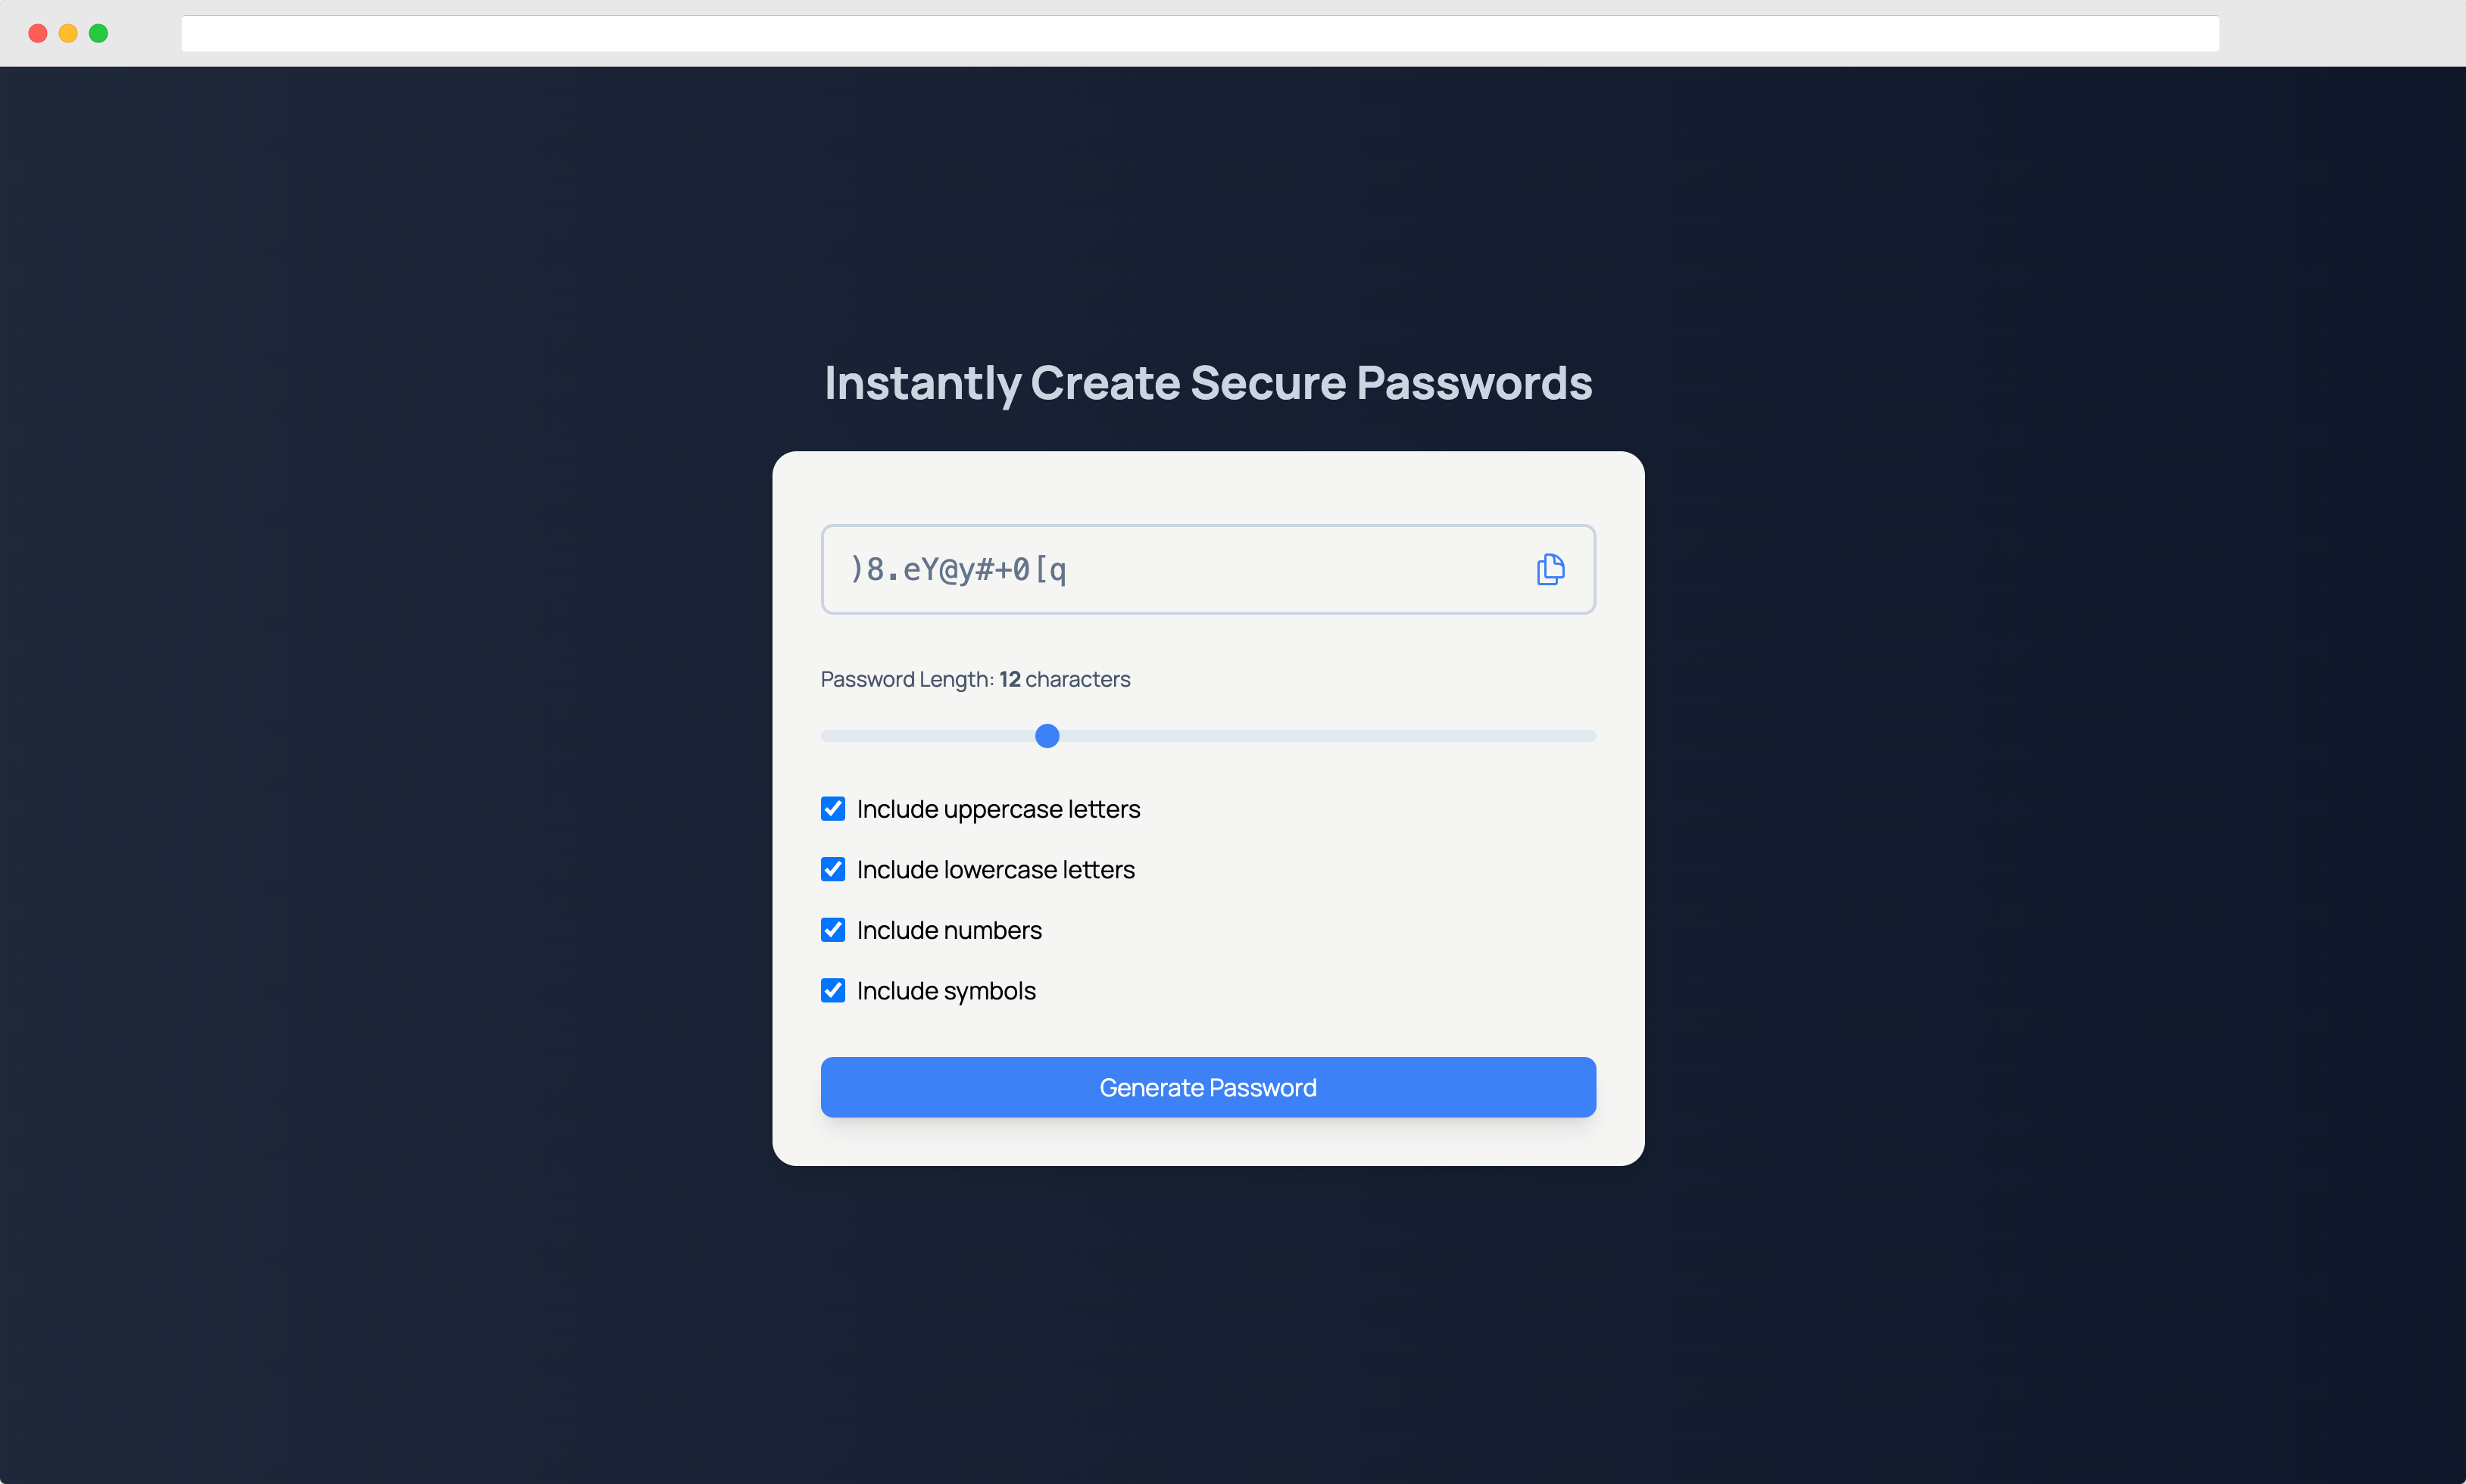 Instantly Create Secure Passwords
)8.eY@y#+0[q
Password Length: 12 characters
Include uppercase letters
Include lowercase letters
Include numbers
Include symbols
Generate Password